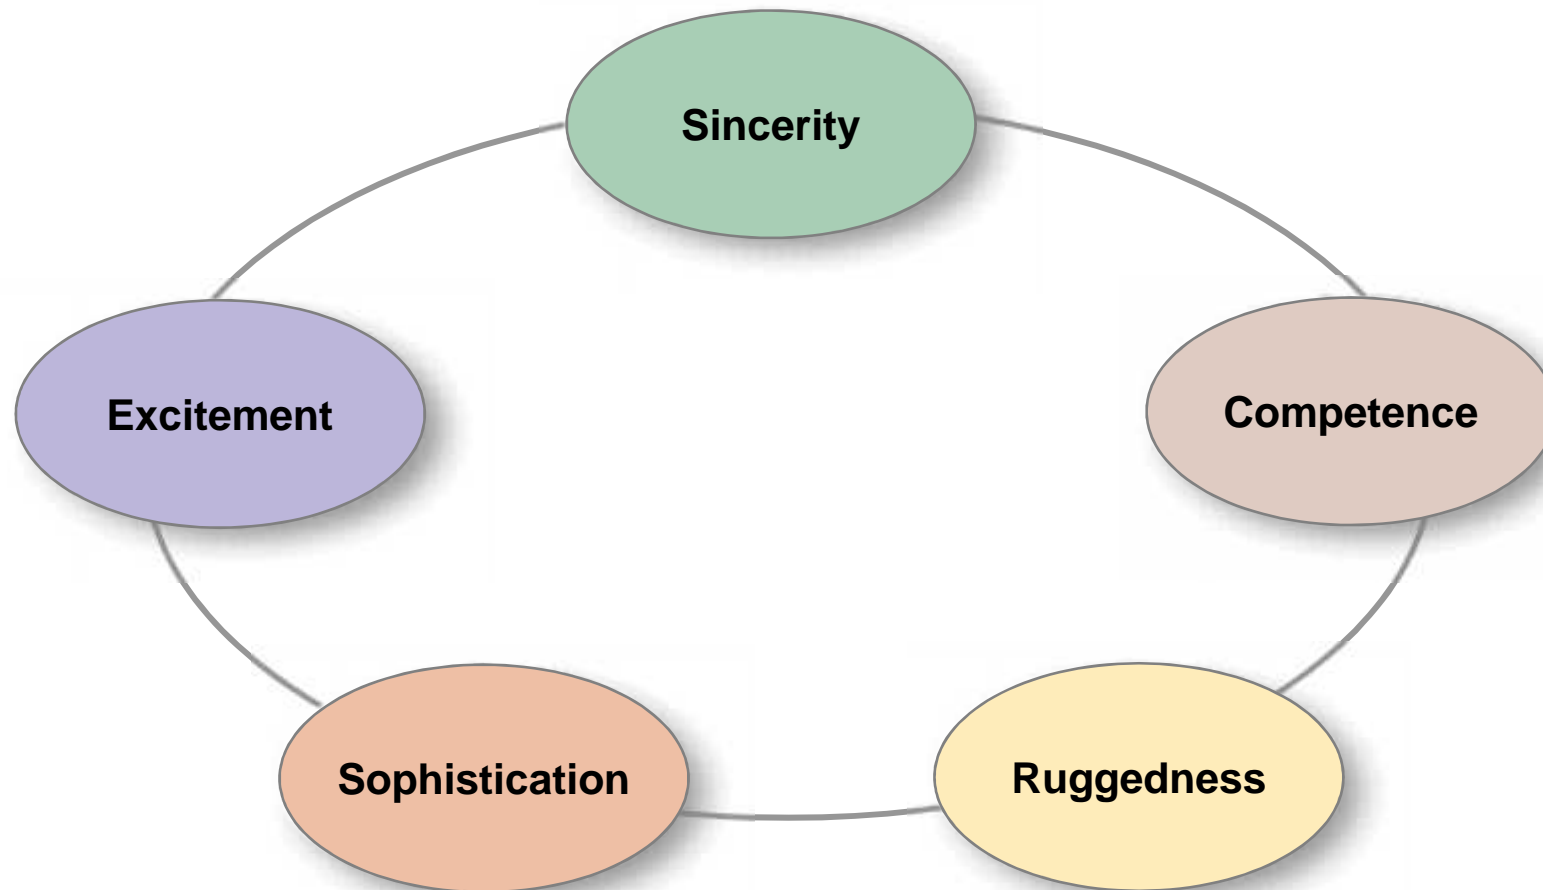 Sincerity
Excitement
Competence
Sophistication
Ruggedness